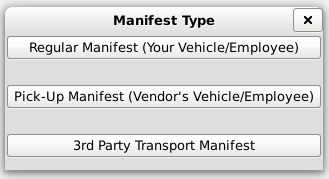 Manifest Type
Regular Manifest (Your Vehicle/Employee)
Pick-Up Manifest (Vendor's Vehicle/Employee)
3rd Party Transport Manifest